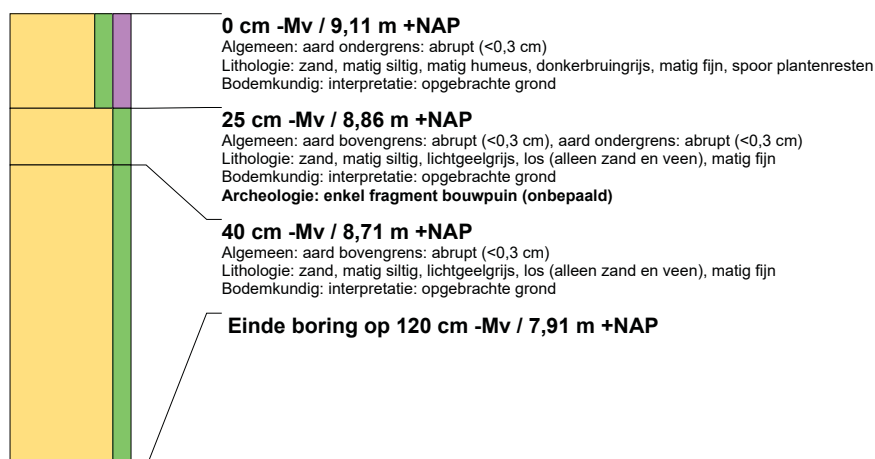 0 cm -Mv / 9,11 m +NAP
Algemeen: aard ondergrens: abrupt (<0,3 cm)
Lithologie: zand, matig siltig, matig humeus, donkerbruingrijs, matig fijn, spoor plantenresten
Bodemkundig: interpretatie: opgebrachte grond
25 cm -Mv / 8,86 m +NAP
Algemeen: aard bovengrens: abrupt (<0,3 cm), aard ondergrens: abrupt (<0,3 cm)
Lithologie: zand, matig siltig, lichtgeelgrijs, los (alleen zand en veen), matig fijn
Bodemkundig: interpretatie: opgebrachte grond
Archeologie: enkel fragment bouwpuin (onbepaald)
40 cm -Mv / 8,71 m +NAP
Algemeen: aard bovengrens: abrupt (<0,3 cm)
Lithologie: zand, matig siltig, lichtgeelgrijs, los (alleen zand en veen), matig fijn
Bodemkundig: interpretatie: opgebrachte grond
Einde boring op 120 cm -Mv / 7,91 m +NAP